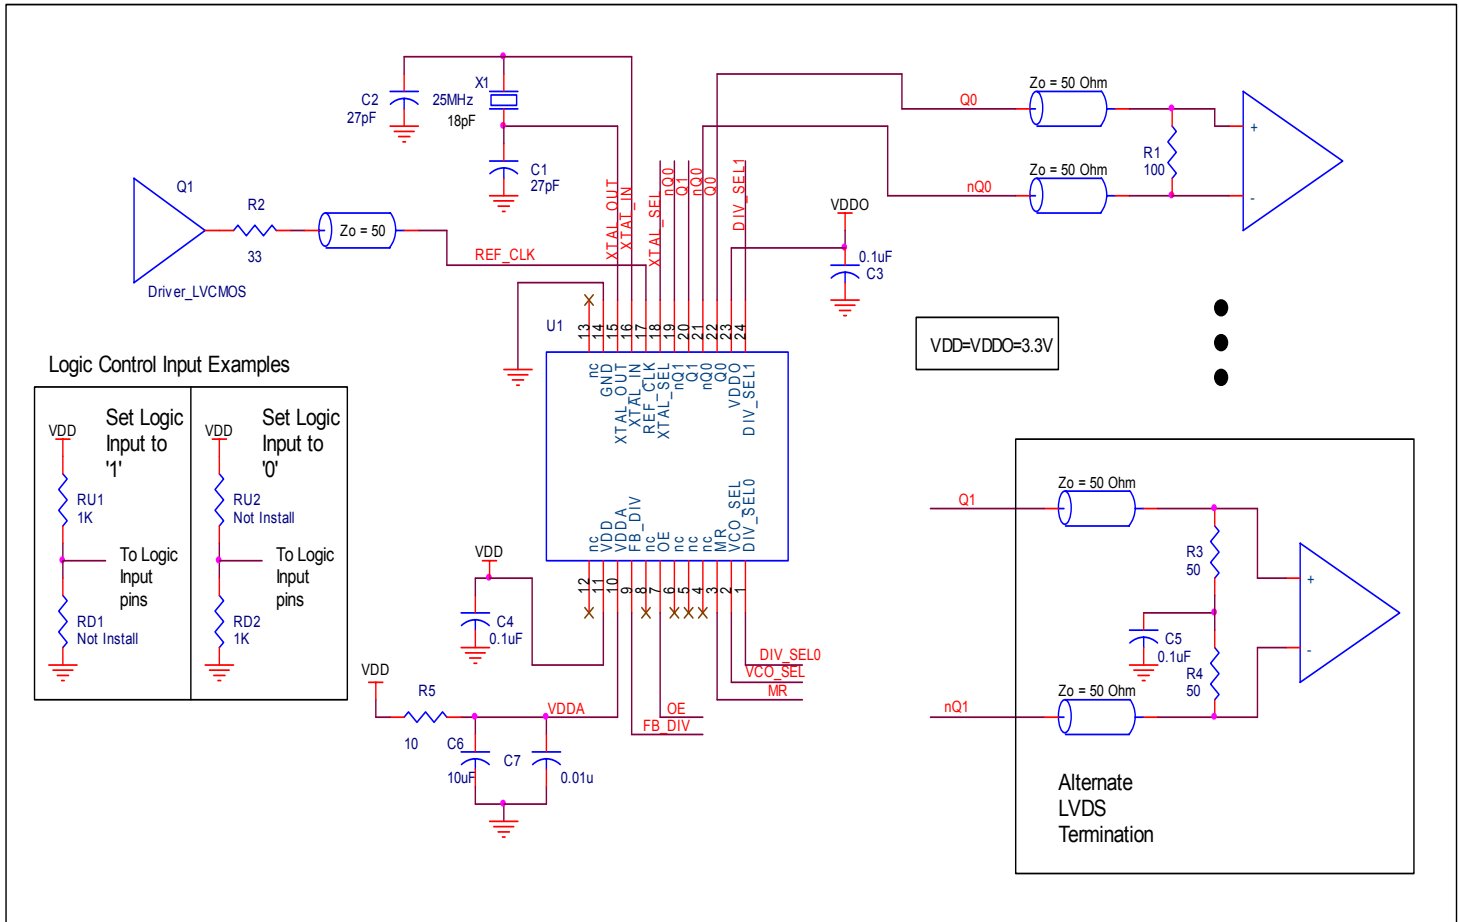 X1
25MHz
18pF
C2
27pF
C1
27pF
Q1
R2
33
Zo = 50
Driver_LVCMOS
REF_CLK
XTAL_OUT
XTAL_IN
XTAL_SEL
nQ0
Q1
nQ0
Q0
DIV_SEL1
VDDO
0.1uF
C3
Q0
nQ0
Zo = 50 Ohm
Zo = 50 Ohm
R1
100
+
-
VDD=VDDO=3.3V
U1
13
14
15
16
17
18
19
20
21
22
23
24
nc
GND
XTAL_OUT
XTAL_IN
REF_CLK
XTAL_SEL
nQ1
Q1
nQ0
Q0
VDDO
DIV_SEL1
nc
VDD
VDDA
FB_DIV
nc
OE
nc
nc
nc
MR
VCO_SEL
DIV_SEL0
12
11
10
9
8
7
6
5
4
3
2
1
Logic Control Input Examples
Set Logic
Input to
'1'
VDD
RU1
1K
To Logic
Input
pins
RD1
Not Install
Set Logic
Input to
'0'
VDD
RU2
Not Install
To Logic
Input
pins
RD2
1K
VDD
C4
0.1uF
VDD
R5
10
VDDA
C6
10uF
C7
0.01u
OE
FB_DIV
DIV_SEL0
VCO_SEL
MR
Q1
nQ1
Zo = 50 Ohm
R3
50
C5
0.1uF
R4
50
Zo = 50 Ohm
+
-
Alternate
LVDS
Termination